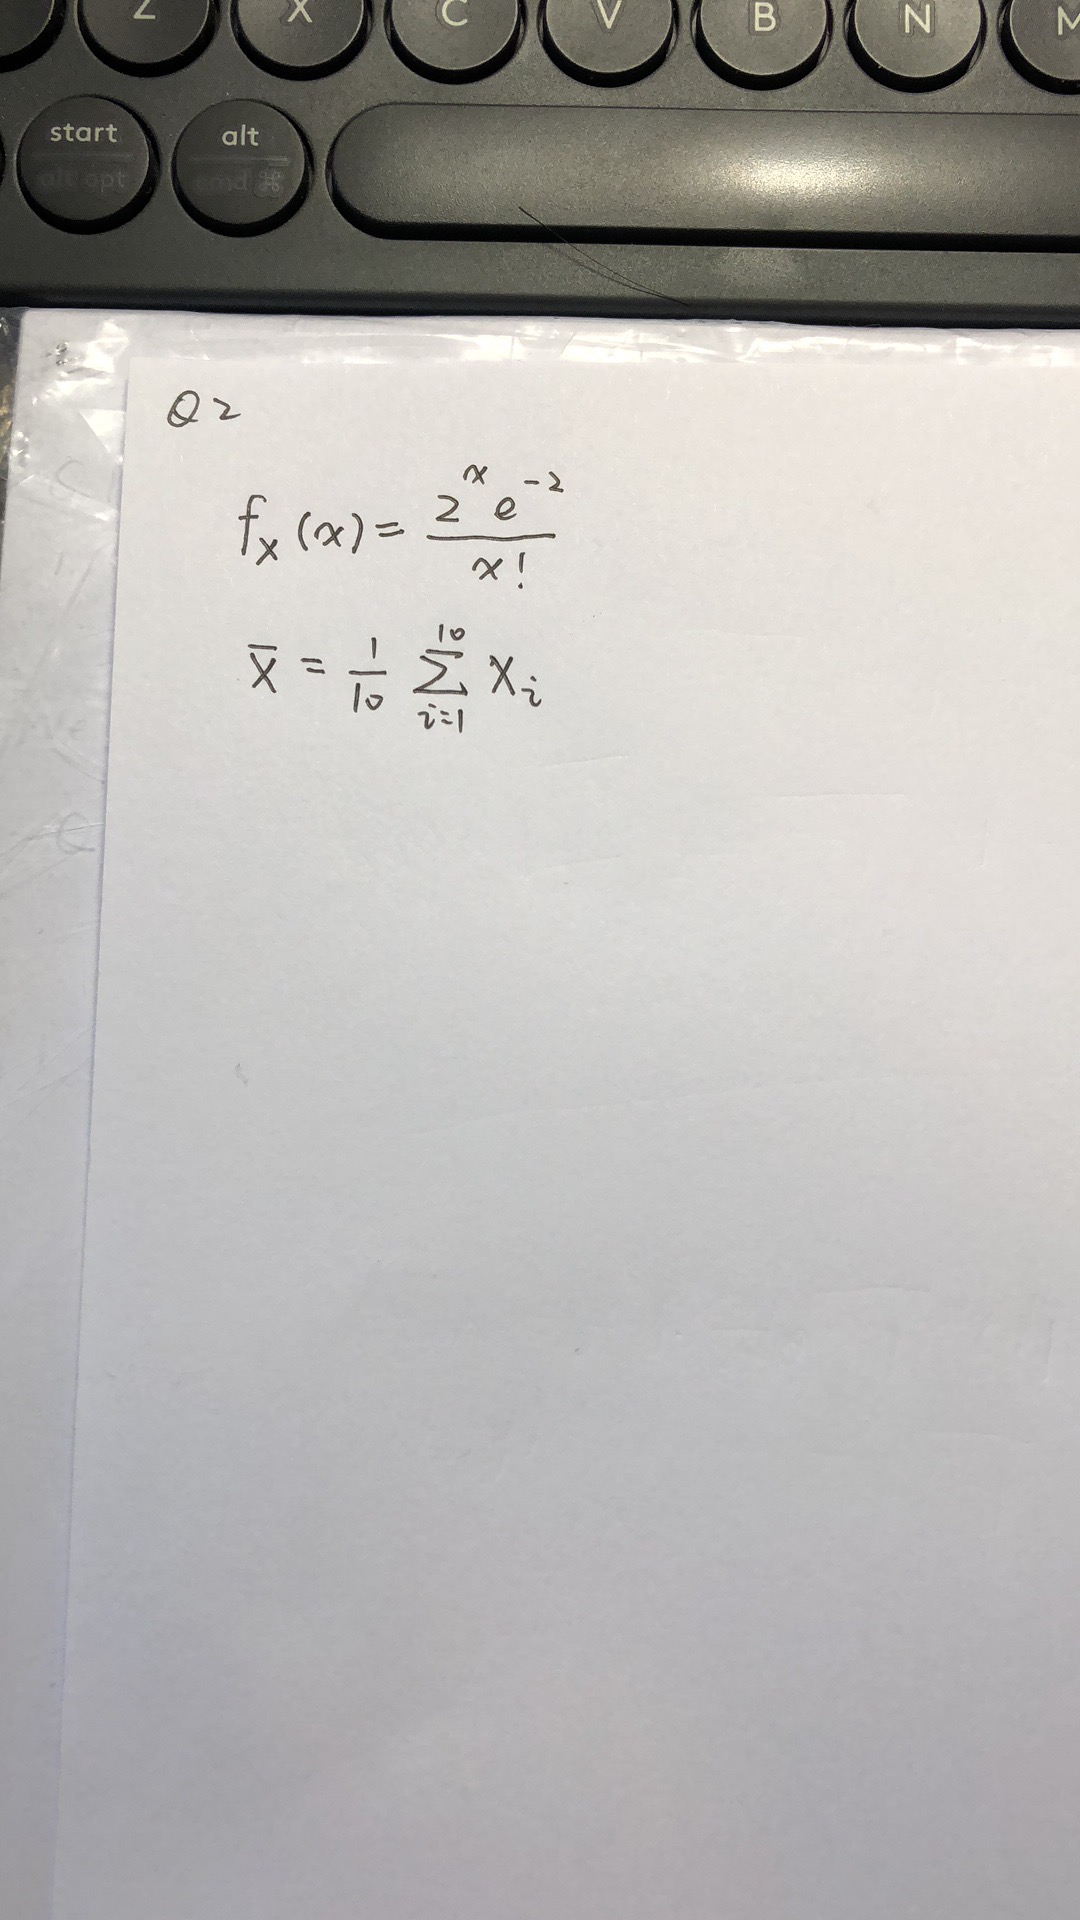 Z X C V B N M
start alt
alt opt cmd ⌘
Q2
f_X(x) = \frac{2^x e^{-2}}{x!}
\bar{X} = \frac{1}{10} \sum_{i=1}^{10} X_i